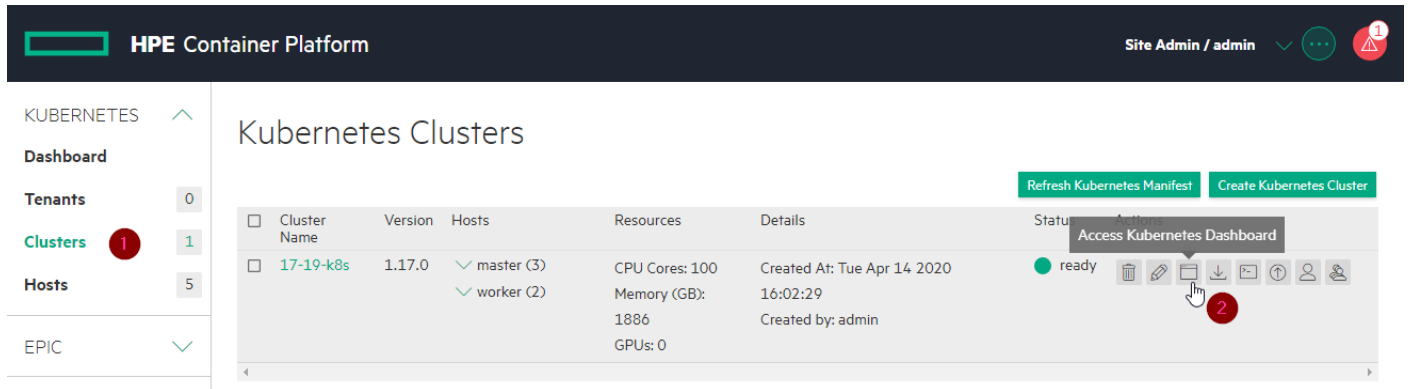 HPE Container Platform
Site Admin / admin
1
KUBERNETES
Dashboard
Tenants 0
Clusters 1 1
Hosts 5
EPIC
Kubernetes Clusters
Refresh Kubernetes Manifest Create Kubernetes Cluster
Cluster Name Version Hosts Resources Details Status Actions
Access Kubernetes Dashboard
17-19-k8s 1.17.0 master (3) CPU Cores: 100 Created At: Tue Apr 14 2020 ready
worker (2) Memory (GB): 16:02:29
1886 Created by: admin
GPUs: 0
2